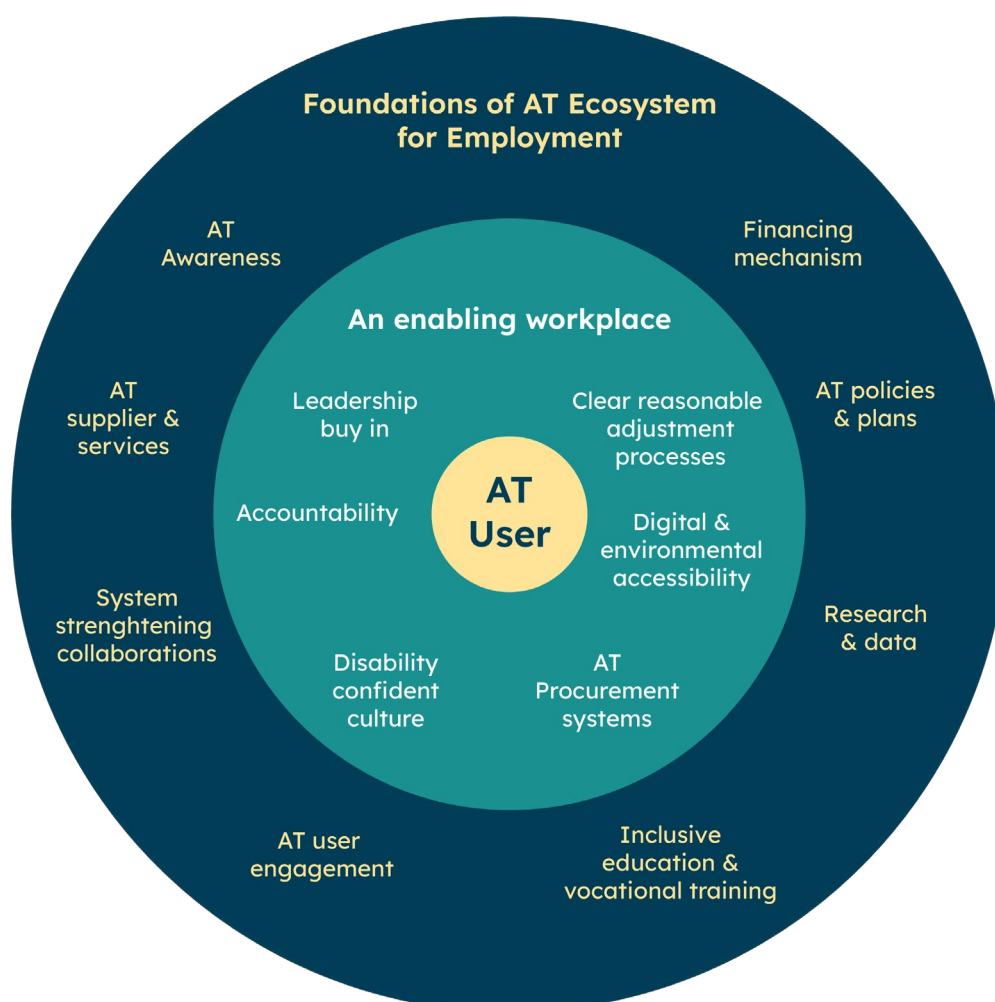 Foundations of AT Ecosystem
for Employment
AT
Awareness
Financing
mechanism
AT
supplier &
services
AT policies
& plans
System
strenghtening
collaborations
Research
& data
AT user
engagement
Inclusive
education &
vocational training
An enabling workplace
Leadership
buy in
Clear reasonable
adjustment
processes
Accountability
Digital &
environmental
accessibility
Disability
confident
culture
AT
Procurement
systems
AT
User